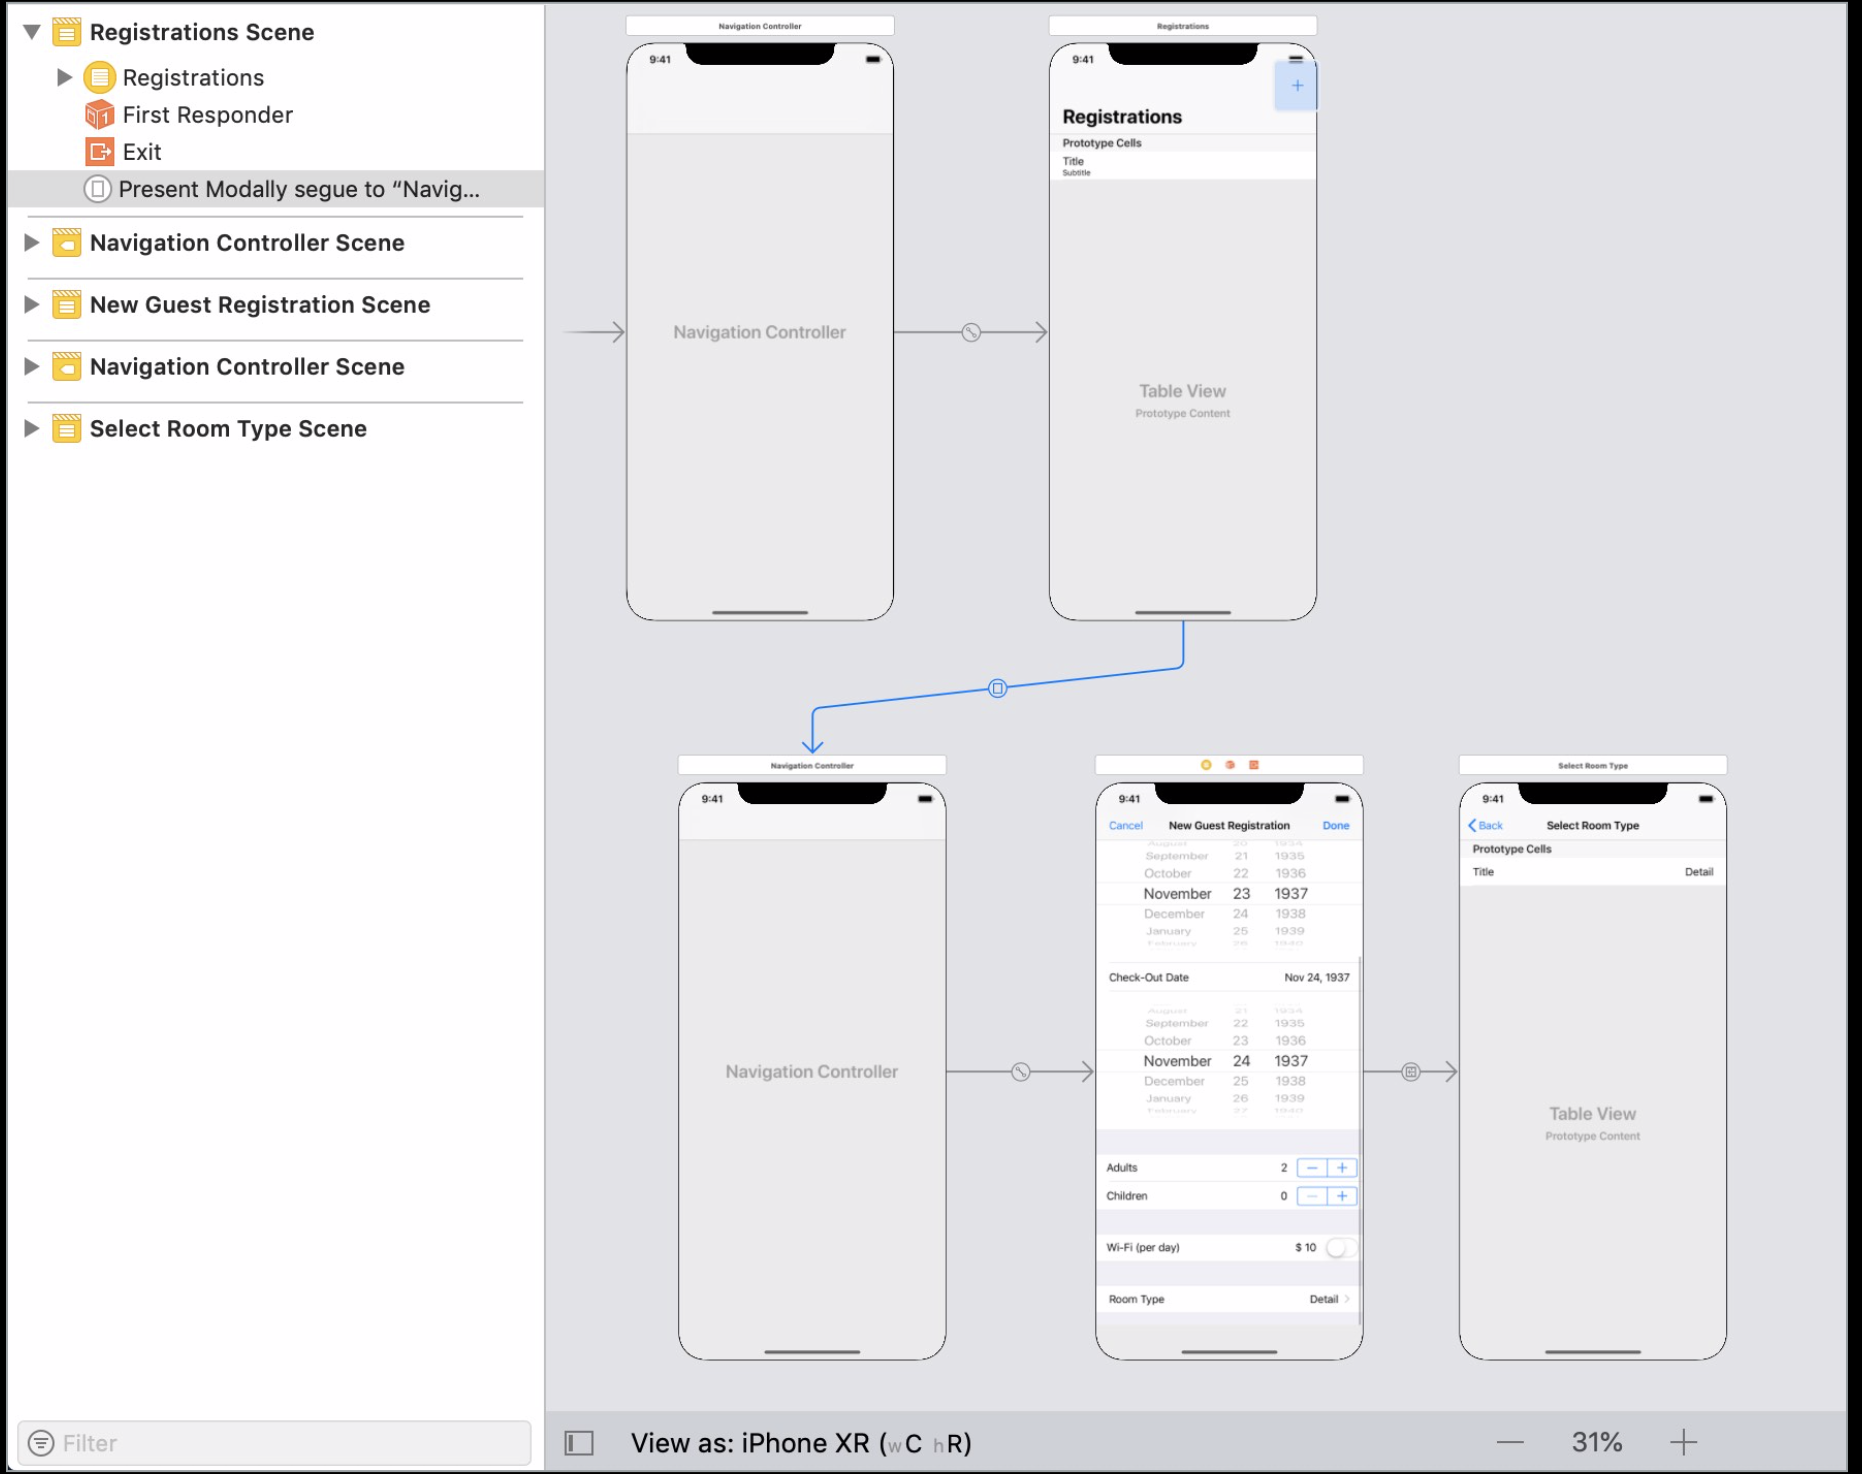 Registrations Scene
Registrations
First Responder
Exit
Present Modally segue to “Navig...
Navigation Controller Scene
New Guest Registration Scene
Navigation Controller Scene
Select Room Type Scene
Filter
Navigation Controller
9:41
Navigation Controller
Registrations
9:41
+
Registrations
Prototype Cells
Title
Subtitle
Table View
Prototype Content
Navigation Controller
9:41
Navigation Controller
9:41
Cancel New Guest Registration Done
August 20 1934
September 21 1935
October 22 1936
November 23 1937
December 24 1938
January 25 1939
February 26 1940
Check-Out Date Nov 24, 1937
August 21 1934
September 22 1935
October 23 1936
November 24 1937
December 25 1938
January 26 1939
February 27 1940
Adults 2 − +
Children 0 − +
Wi-Fi (per day) $ 10
Room Type Detail
Select Room Type
9:41
Back Select Room Type
Prototype Cells
Title Detail
Table View
Prototype Content
View as: iPhone XR (wC hR)
— 31% +